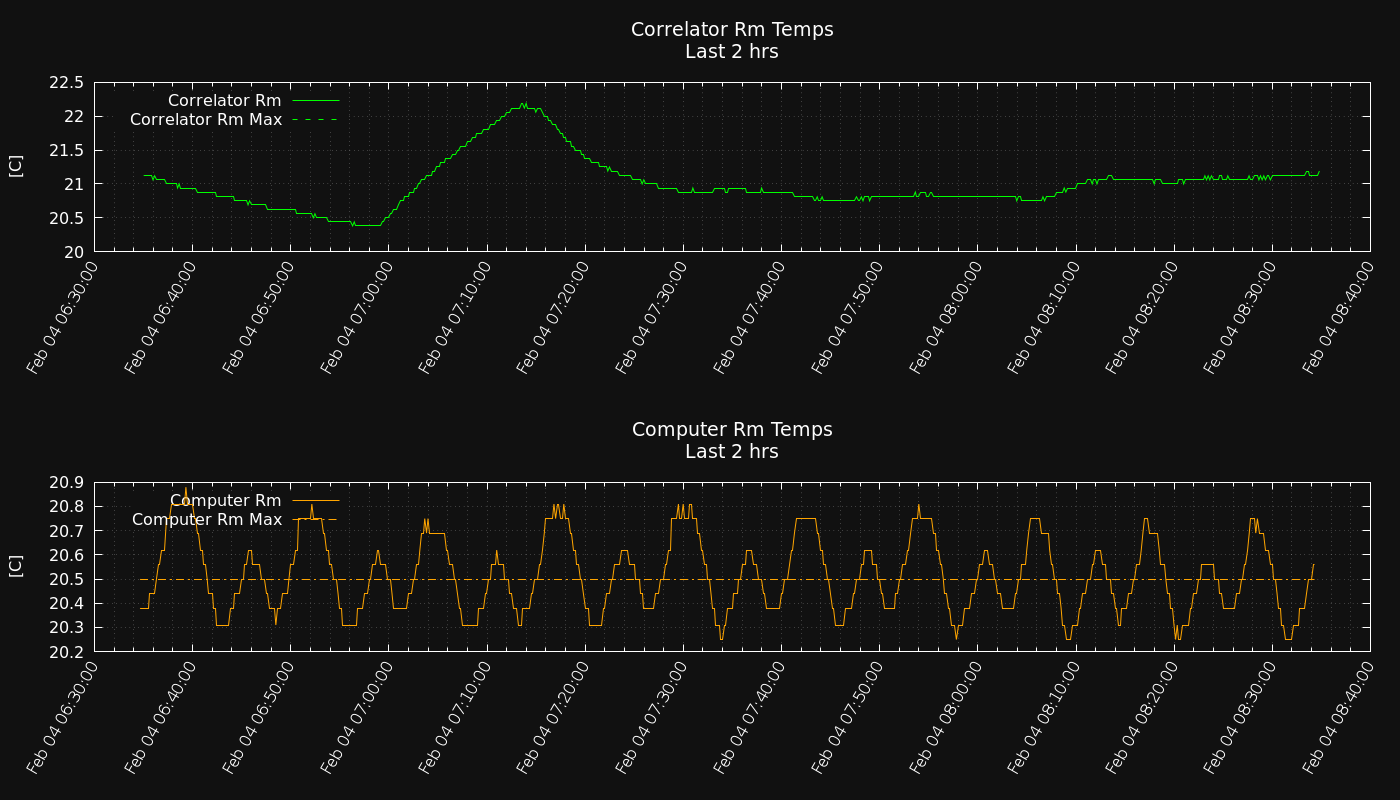 Correlator Rm Temps
Last 2 hrs
22.5
22
21.5
21
20.5
20
[C]
Correlator Rm
Correlator Rm Max
Feb 04 06:30:00
Feb 04 06:40:00
Feb 04 06:50:00
Feb 04 07:00:00
Feb 04 07:10:00
Feb 04 07:20:00
Feb 04 07:30:00
Feb 04 07:40:00
Feb 04 07:50:00
Feb 04 08:00:00
Feb 04 08:10:00
Feb 04 08:20:00
Feb 04 08:30:00
Feb 04 08:40:00
Computer Rm Temps
Last 2 hrs
20.9
20.8
20.7
20.6
20.5
20.4
20.3
20.2
[C]
Computer Rm
Computer Rm Max
Feb 04 06:30:00
Feb 04 06:40:00
Feb 04 06:50:00
Feb 04 07:00:00
Feb 04 07:10:00
Feb 04 07:20:00
Feb 04 07:30:00
Feb 04 07:40:00
Feb 04 07:50:00
Feb 04 08:00:00
Feb 04 08:10:00
Feb 04 08:20:00
Feb 04 08:30:00
Feb 04 08:40:00